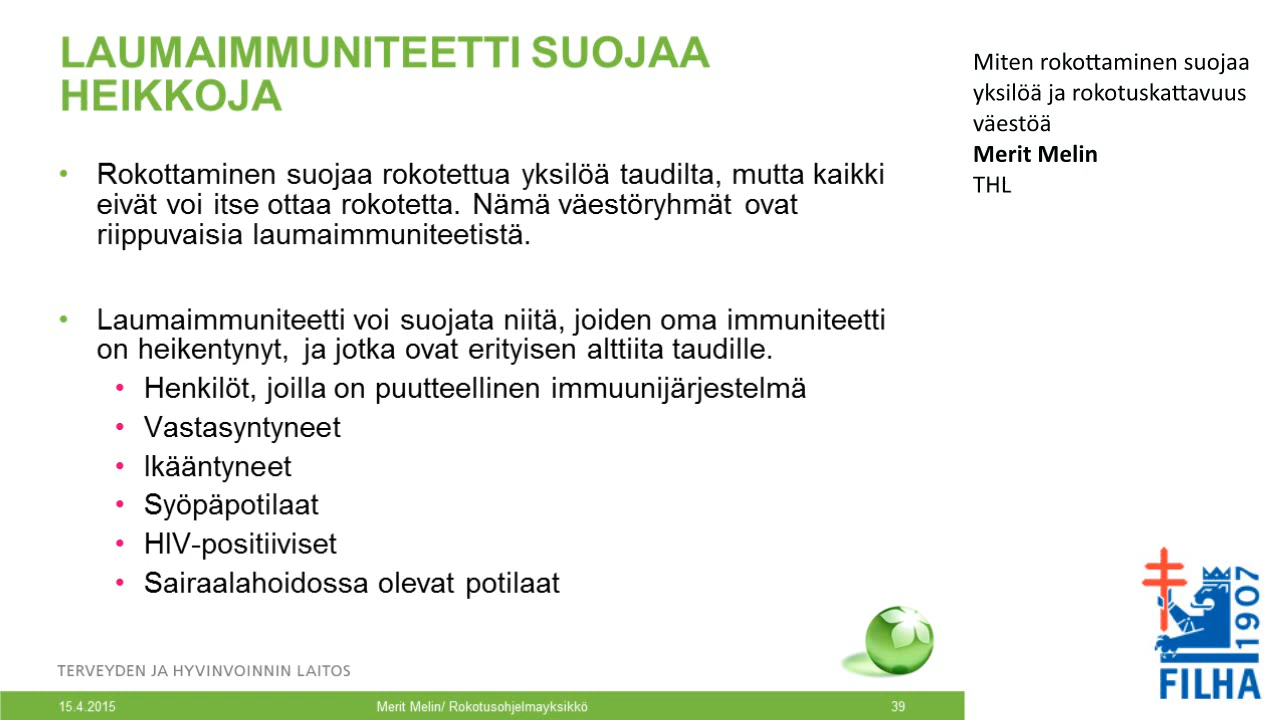 LAUMAIMMUNITEETTI SUOJAA
HEIKKOJA
• Rokottaminen suojaa rokotettua yksilöä taudilta, mutta kaikki
eivät voi itse ottaa rokotetta. Nämä väestöryhmät ovat
riippuvaisia laumaimmuniteetistä.
• Laumaimmuniteetti voi suojata niitä, joiden oma immuniteetti
on heikentynyt, ja jotka ovat erityisen alttiita taudille.
• Henkilöt, joilla on puutteellinen immuunijärjestelmä
• Vastasyntyneet
• Ikääntyneet
• Syöpäpotilaat
• HIV-positiiviset
• Sairaalahoidossa olevat potilaat
TERVEYDEN JA HYVINVOINNIN LAITOS
15.4.2015 Merit Melin/ Rokotusohjelmayksikkö 39
Miten rokottaminen suojaa
yksilöä ja rokotuskattavuus
väestöä
Merit Melin
THL
1907
FILHA